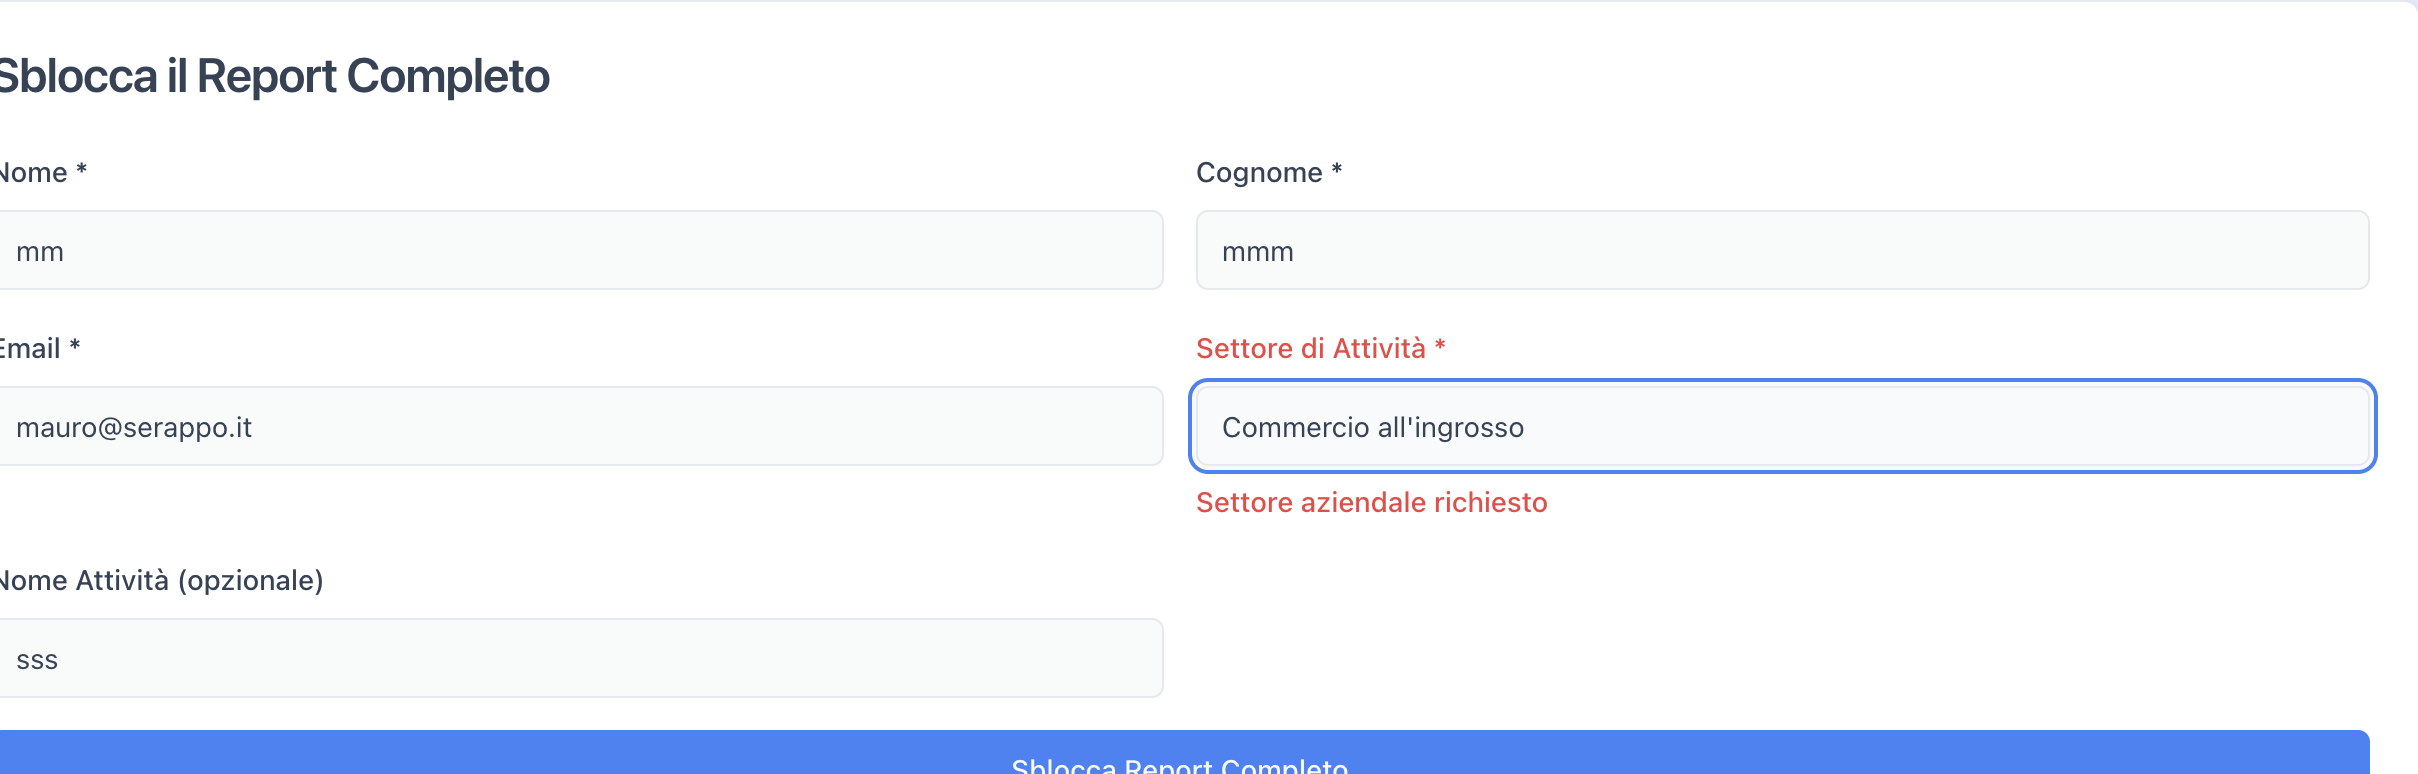 Sblocca il Report Completo
Nome *
Cognome *
mm
mmm
Email *
Settore di Attività *
mauro@serappo.it
Commercio all'ingrosso
Settore aziendale richiesto
Nome Attività (opzionale)
sss
Sblocca Report Completo